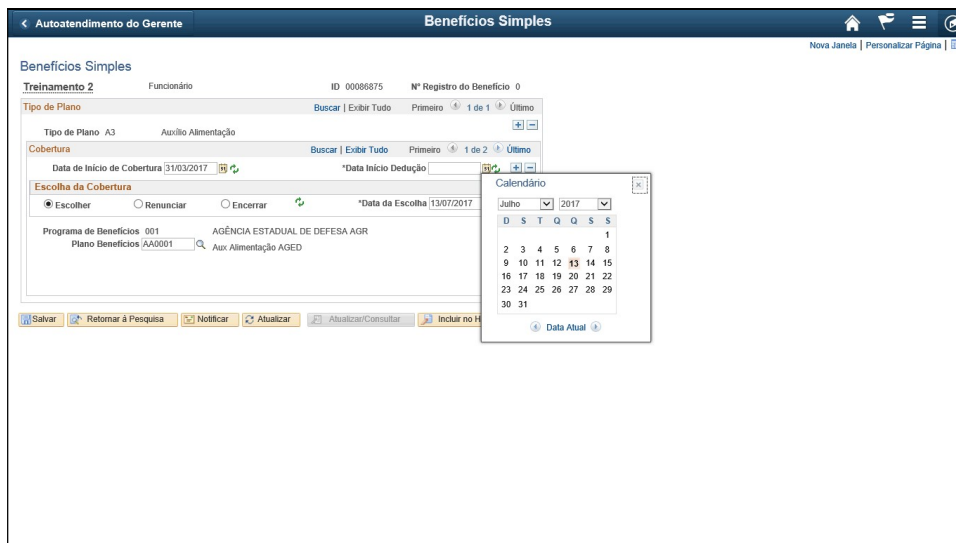 Autoatendimento do Gerente Benefícios Simples
Nova Janela | Personalizar Página |
Benefícios Simples
Treinamento 2 Funcionário ID 00086875 Nº Registro do Benefício 0
Tipo de Plano Buscar | Exibir Tudo Primeiro 1 de 1 Último
Tipo de Plano A3 Auxílio Alimentação
Cobertura Buscar | Exibir Tudo Primeiro 1 de 2 Último
Data de Início de Cobertura 31/03/2017 *Data Início Dedução
Escolha da Cobertura
Escolher Renunciar Encerrar *Data da Escolha 13/07/2017
Programa de Benefícios 001 AGÊNCIA ESTADUAL DE DEFESA AGR
Plano Benefícios AA0001 Aux Alimentação AGED
Salvar Retornar à Pesquisa Notificar Atualizar Atualizar/Consultar Incluir no H
Calendário
Julho 2017
D S T Q Q S S
1
2 3 4 5 6 7 8
9 10 11 12 13 14 15
16 17 18 19 20 21 22
23 24 25 26 27 28 29
30 31
Data Atual